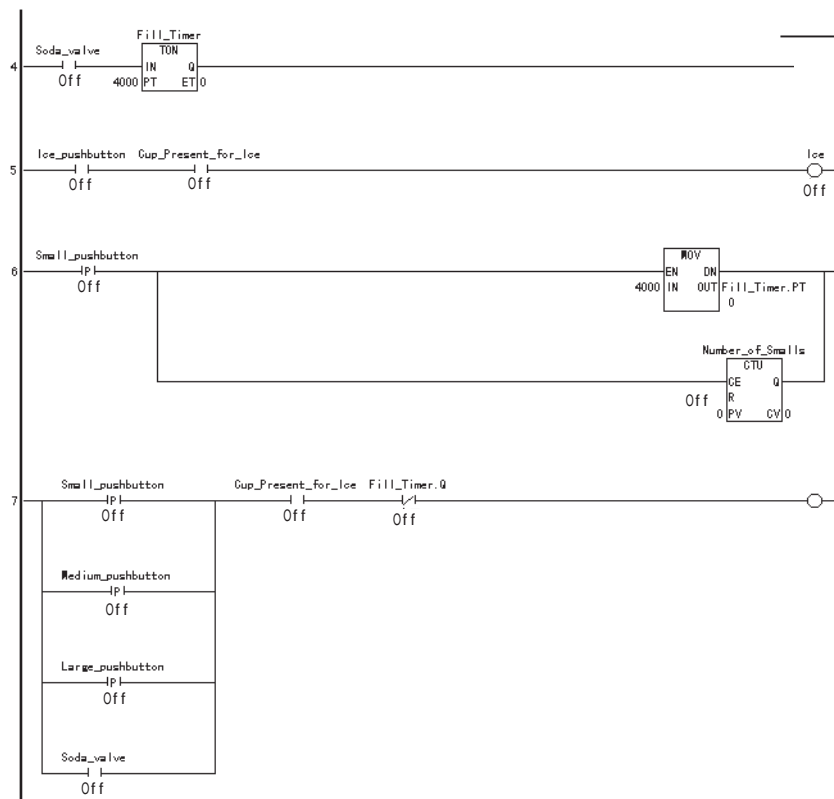 Fill_Timer
Soda_valve TON
4 IN Q
Off 4000 PT ET 0
Ice_pushbutton Cup_Present_for_Ice Ice
5
Off Off Off
Small_pushbutton MOV
6 P EN DN
Off 4000 IN OUT Fill_Timer.PT
0
Number_of_Smalls
CTU
CE Q
Off R
0 PV CV 0
Small_pushbutton Cup_Present_for_Ice Fill_Timer.Q
7 P
Off Off Off
Medium_pushbutton
P
Off
Large_pushbutton
P
Off
Soda_valve
Off